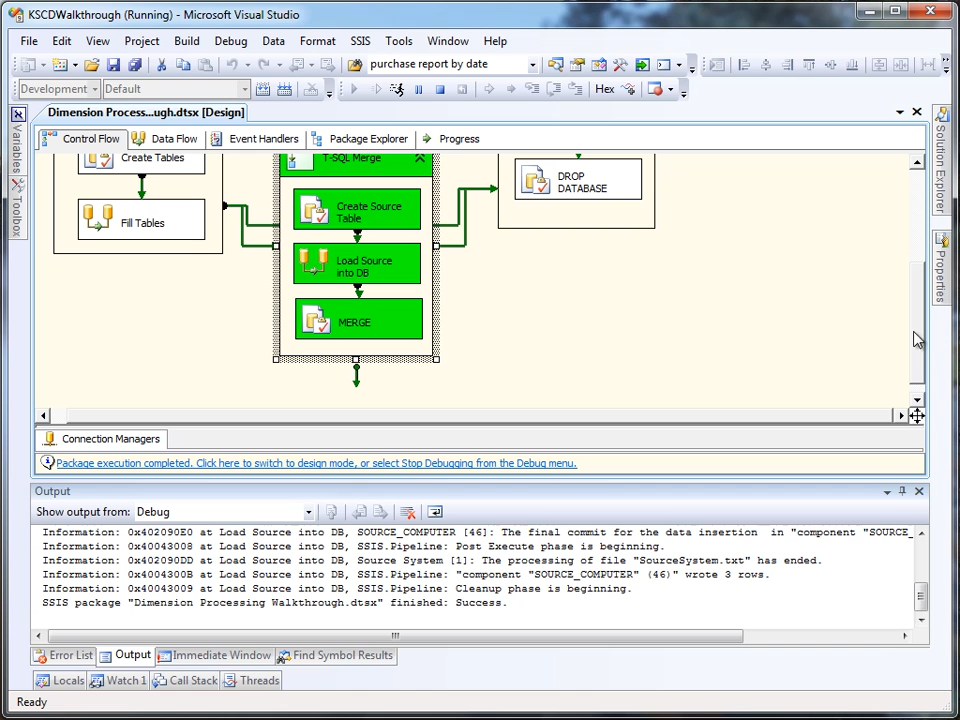 KSCDWalkthrough (Running) - Microsoft Visual Studio
File Edit View Project Build Debug Data Format SSIS Tools Window Help
purchase report by date
Development Default Hex
Dimension Process...ugh.dtsx [Design]
Control Flow Data Flow Event Handlers Package Explorer Progress
Variables
Toolbox
Solution Explorer
Properties
Create Tables
Fill Tables
T-SQL Merge
Create Source
Table
Load Source
into DB
MERGE
DROP
DATABASE
Connection Managers
Package execution completed. Click here to switch to design mode, or select Stop Debugging from the Debug menu.
Output
Show output from: Debug
Information: 0x402090E0 at Load Source into DB, SOURCE_COMPUTER [46]: The final commit for the data insertion in "component "SOURCE_
Information: 0x40043008 at Load Source into DB, SSIS.Pipeline: Post Execute phase is beginning.
Information: 0x402090DD at Load Source into DB, Source System [1]: The processing of file "SourceSystem.txt" has ended.
Information: 0x4004300B at Load Source into DB, SSIS.Pipeline: "component "SOURCE_COMPUTER" (46)" wrote 3 rows.
Information: 0x40043009 at Load Source into DB, SSIS.Pipeline: Cleanup phase is beginning.
SSIS package "Dimension Processing Walkthrough.dtsx" finished: Success.
Error List Output Immediate Window Find Symbol Results
Locals Watch 1 Call Stack Threads
Ready